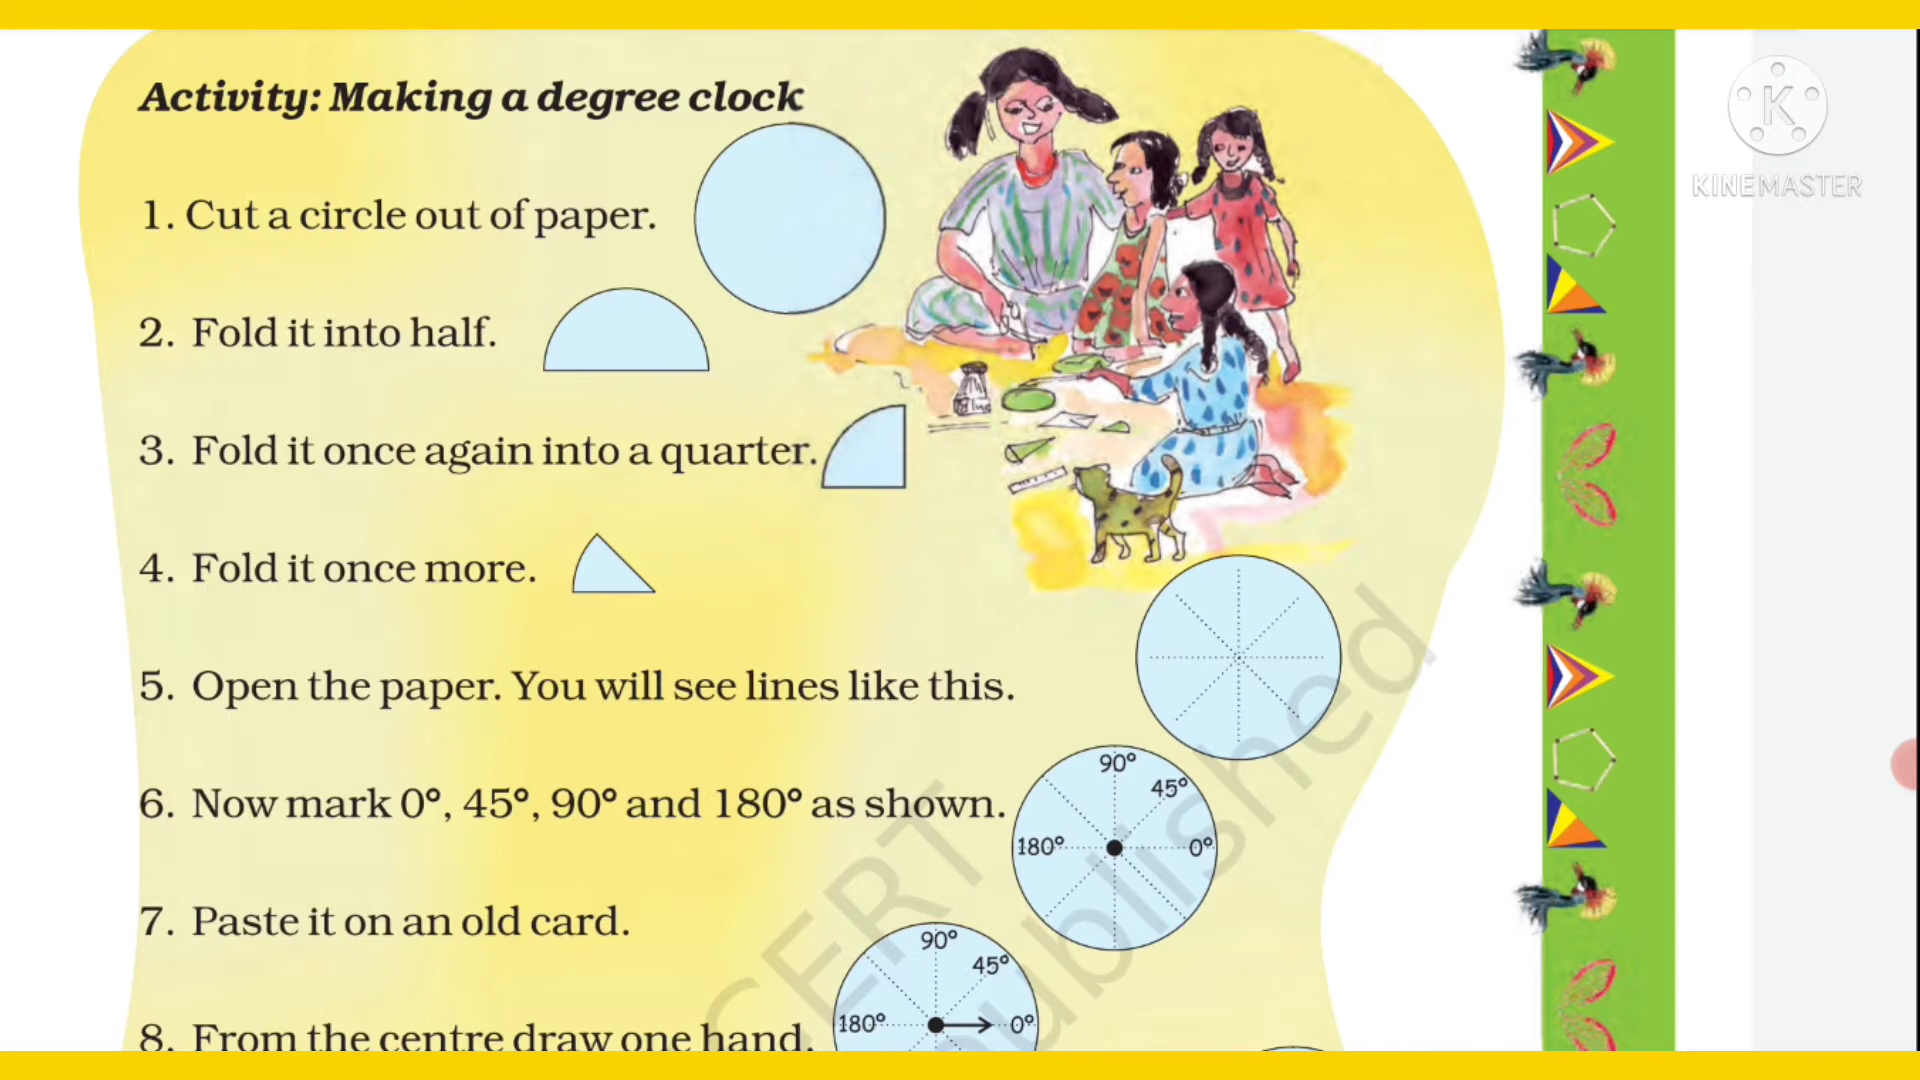 Activity: Making a degree clock
1. Cut a circle out of paper.
2. Fold it into half.
3. Fold it once again into a quarter.
4. Fold it once more.
5. Open the paper. You will see lines like this.
6. Now mark 0°, 45°, 90° and 180° as shown.
90°
45°
180°
0°
7. Paste it on an old card.
90°
45°
180°
0°
8. From the centre draw one hand.
K
KINEMASTER